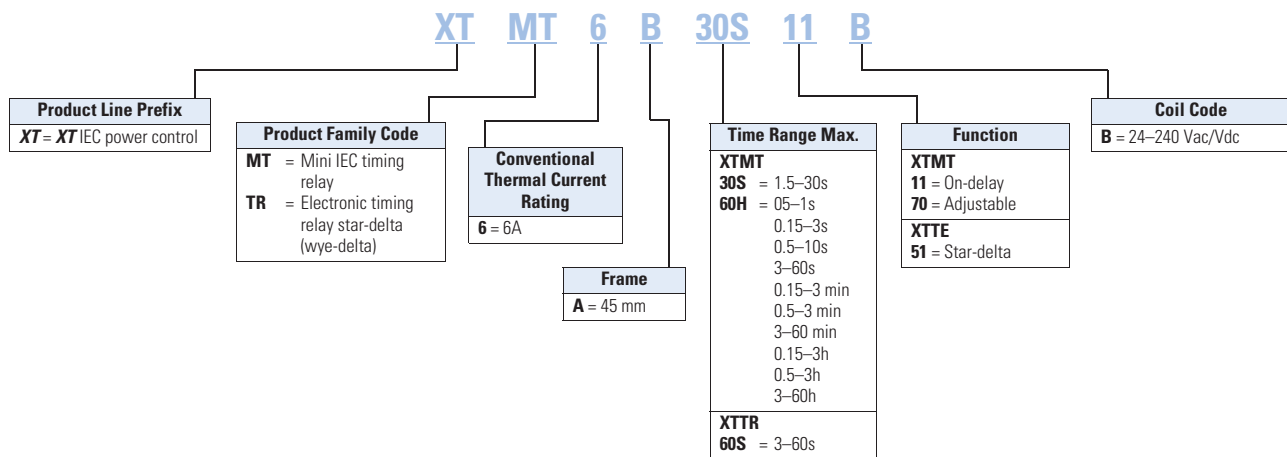 XT MT 6 B 30S 11 B
Product Line Prefix
XT = XT IEC power control
Product Family Code
MT = Mini IEC timing
relay
TR = Electronic timing
relay star-delta
(wye-delta)
Conventional
Thermal Current
Rating
6 = 6A
Frame
A = 45 mm
Time Range Max.
XTMT
30S = 1.5–30s
60H = 05–1s
0.15–3s
0.5–10s
3–60s
0.15–3 min
0.5–3 min
3–60 min
0.15–3h
0.5–3h
3–60h
XTTR
60S = 3–60s
Function
XTMT
11 = On-delay
70 = Adjustable
XTTE
51 = Star-delta
Coil Code
B = 24–240 Vac/Vdc